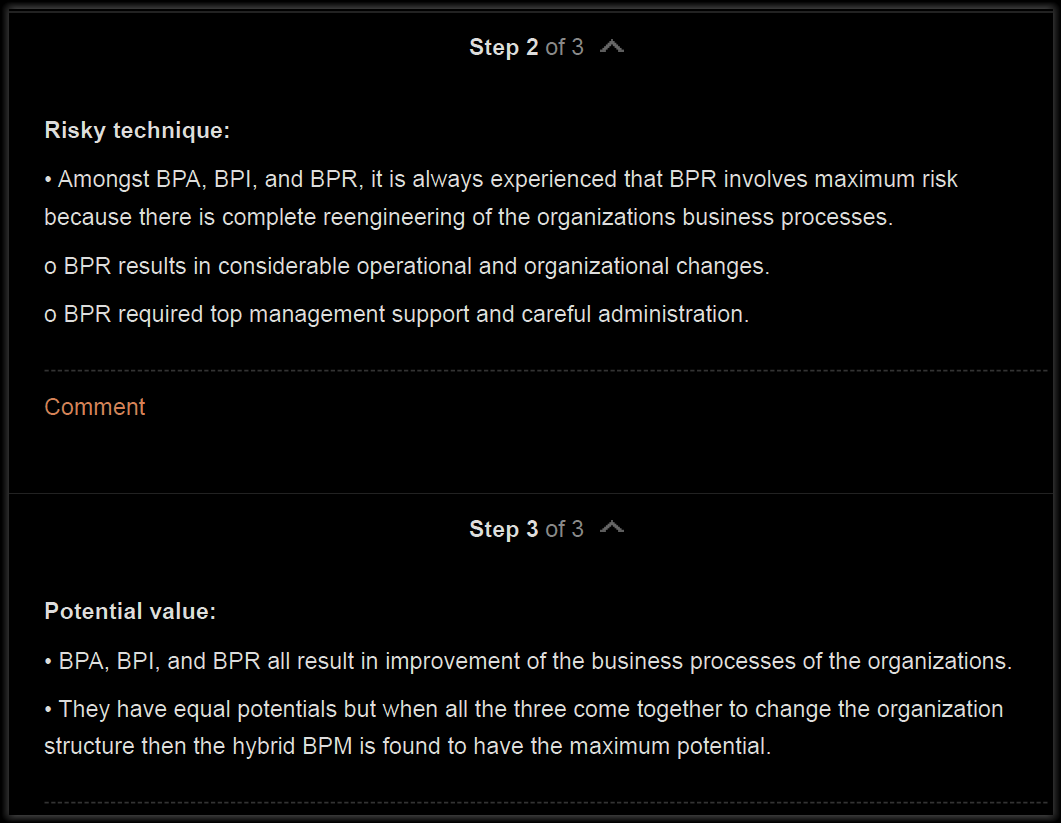 Step 2 of 3
Risky technique:
• Amongst BPA, BPI, and BPR, it is always experienced that BPR involves maximum risk
because there is complete reengineering of the organizations business processes.
o BPR results in considerable operational and organizational changes.
o BPR required top management support and careful administration.
Comment
Step 3 of 3
Potential value:
• BPA, BPI, and BPR all result in improvement of the business processes of the organizations.
• They have equal potentials but when all the three come together to change the organization
structure then the hybrid BPM is found to have the maximum potential.